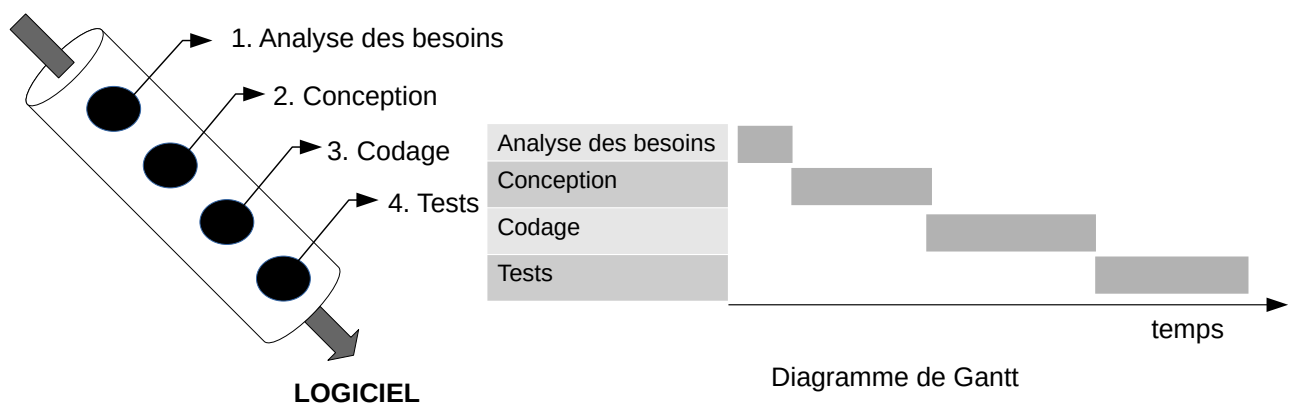 1. Analyse des besoins
2. Conception
3. Codage
4. Tests
LOGICIEL
Analyse des besoins
Conception
Codage
Tests
temps
Diagramme de Gantt